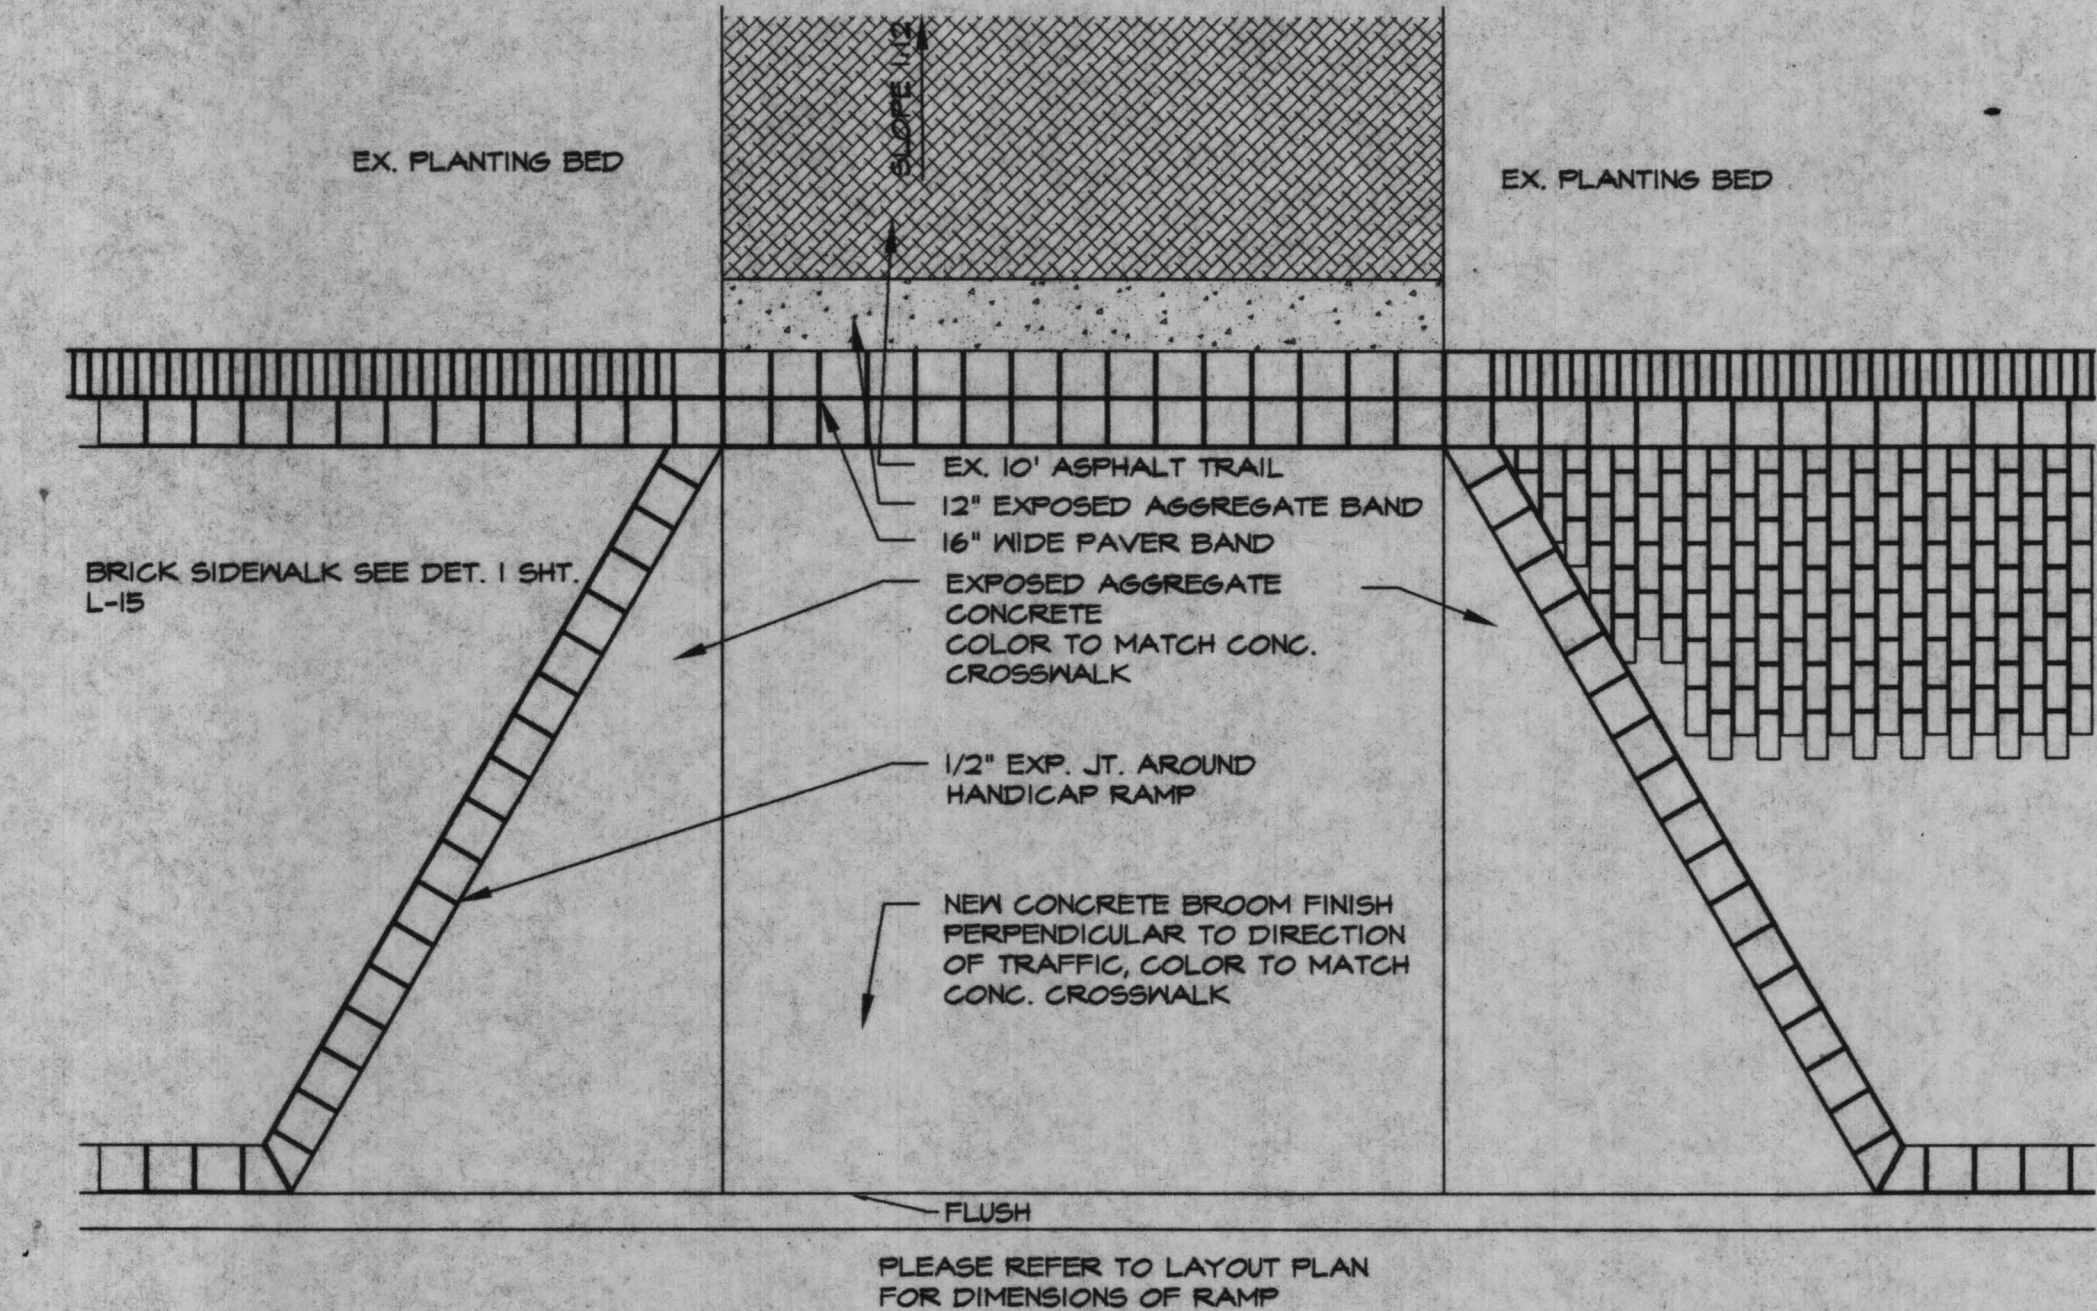 SLOPE 1:12
EX. PLANTING BED
EX. PLANTING BED
EX. 10' ASPHALT TRAIL
12" EXPOSED AGGREGATE BAND
16" WIDE PAVER BAND
BRICK SIDEWALK SEE DET. 1 SHT.
L-15
EXPOSED AGGREGATE
CONCRETE
COLOR TO MATCH CONC.
CROSSWALK
1/2" EXP. JT. AROUND
HANDICAP RAMP
NEW CONCRETE BROOM FINISH
PERPENDICULAR TO DIRECTION
OF TRAFFIC, COLOR TO MATCH
CONC. CROSSWALK
FLUSH
PLEASE REFER TO LAYOUT PLAN
FOR DIMENSIONS OF RAMP